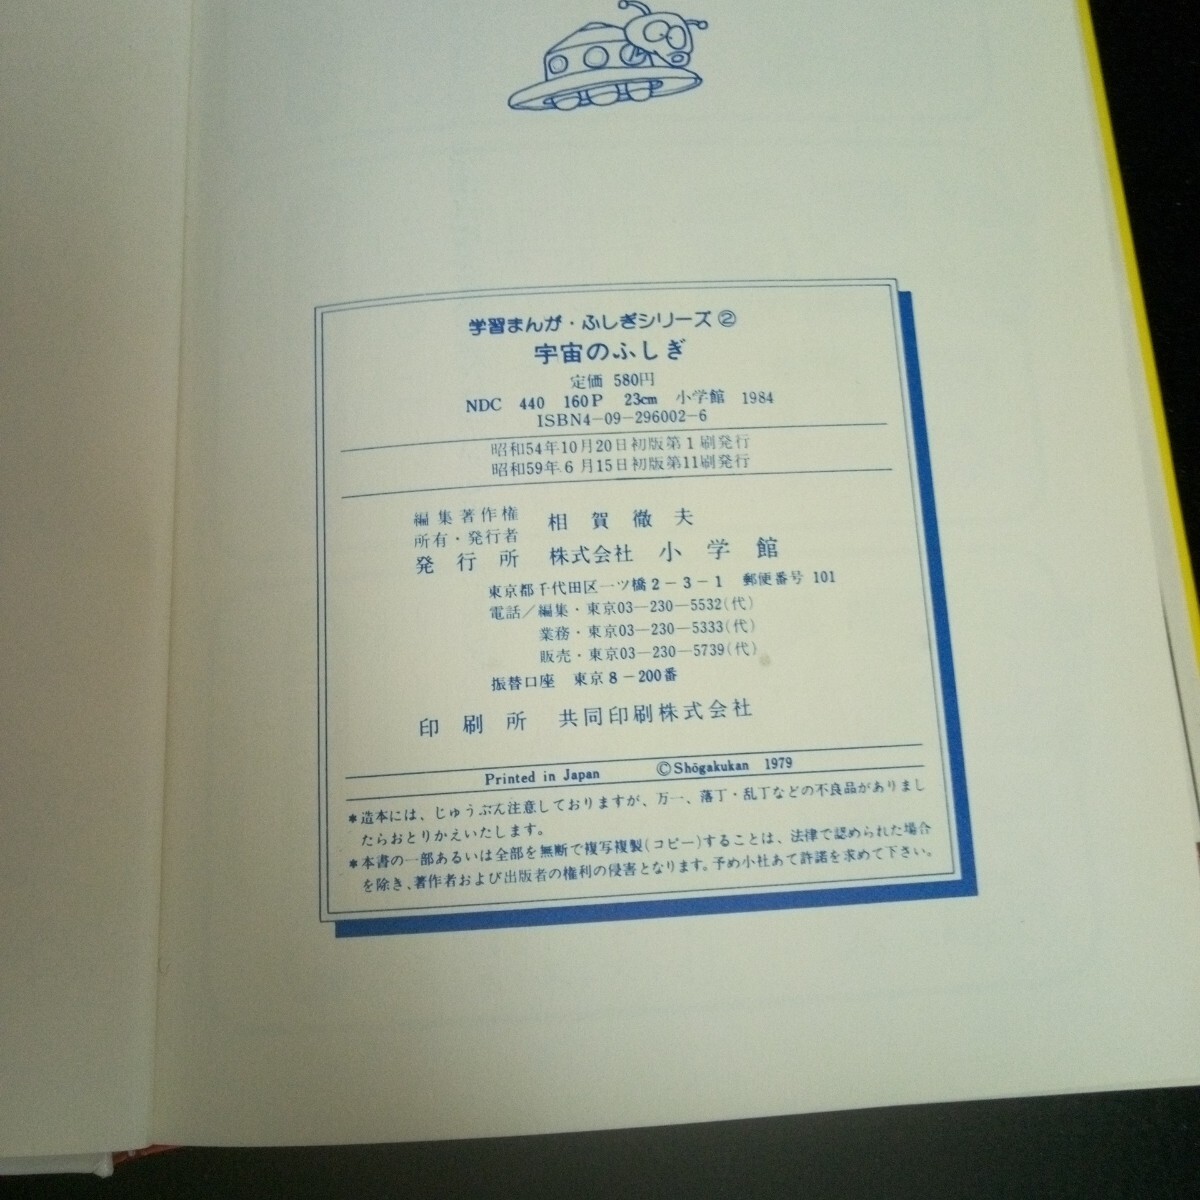 学習まんが・ふしぎシリーズ②
宇宙のふしぎ
定価 580円
NDC 440 160P 23cm 小学館 1984
ISBN4-09-296002-6
昭和54年10月20日初版第1刷発行
昭和59年6月15日初版第11刷発行
編集著作権
所有・発行者 相賀徹夫
発行所 株式会社 小学館
東京都千代田区一ツ橋2-3-1 郵便番号 101
電話/編集・東京03-230-5532(代)
業務・東京03-230-5333(代)
販売・東京03-230-5739(代)
振替口座 東京8-200番
印刷所 共同印刷株式会社
Printed in Japan ©Shōgakukan 1979
*造本には、じゅうぶん注意しておりますが、万一、落丁・乱丁などの不良品がありまし
たらおとりかえいたします。
*本書の一部あるいは全部を無断で複写複製(コピー)することは、法律で認められた場合
を除き、著作者および出版者の権利の侵害となります。予め小社あて許諾を求めて下さい。